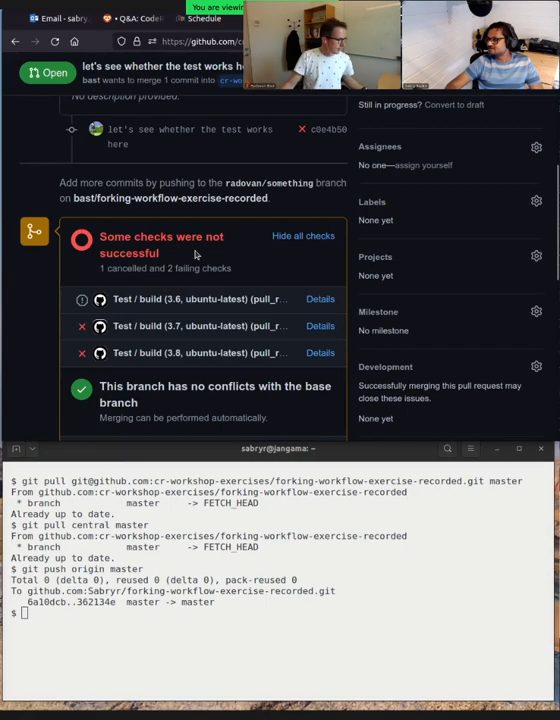 You are viewin
Email - sabry..
Q&A: CodeR
Schedule
https://github.com/c
Open
let's see whether the test works h
bast wants to merge 1 commit into cr-wo
No description provided.
let's see whether the test works
here
c0e4b50
Add more commits by pushing to the radovan/something branch
on bast/forking-workflow-exercise-recorded.
Some checks were not
successful
Hide all checks
1 cancelled and 2 failing checks
Test / build (3.6, ubuntu-latest) (pull_r...
Details
Test / build (3.7, ubuntu-latest) (pull_r...
Details
Test / build (3.8, ubuntu-latest) (pull_r...
Details
This branch has no conflicts with the base
branch
Merging can be performed automatically.
Still in progress? Convert to draft
Assignees
No one—assign yourself
Labels
None yet
Projects
None yet
Milestone
No milestone
Development
Successfully merging this pull request may
close these issues.
None yet
sabryr@jangama: ~
$ git pull git@github.com:cr-workshop-exercises/forking-workflow-exercise-recorded.git master
From github.com:cr-workshop-exercises/forking-workflow-exercise-recorded
* branch master -> FETCH_HEAD
Already up to date.
$ git pull central master
From github.com:cr-workshop-exercises/forking-workflow-exercise-recorded
* branch master -> FETCH_HEAD
Already up to date.
$ git push origin master
Total 0 (delta 0), reused 0 (delta 0), pack-reused 0
To github.com:Sabryr/forking-workflow-exercise-recorded.git
6a10dcb..362134e master -> master
$